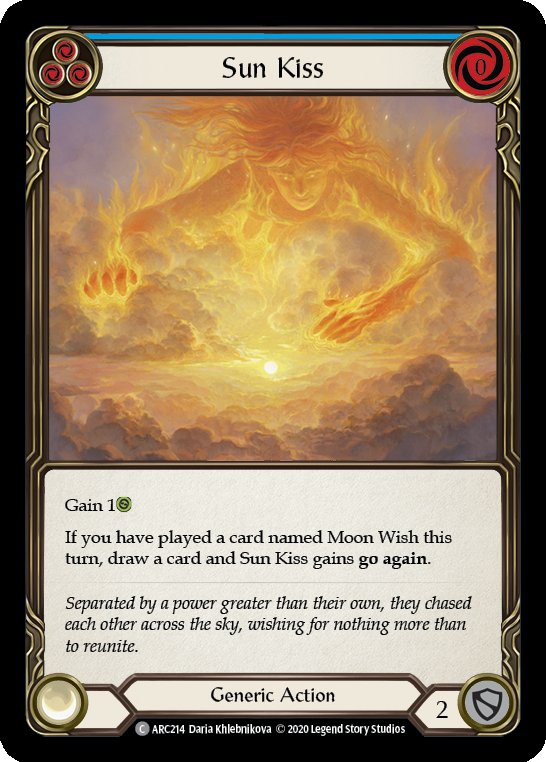 Sun Kiss
0
Gain 1
If you have played a card named Moon Wish this
turn, draw a card and Sun Kiss gains go again.
Separated by a power greater than their own, they chased
each other across the sky, wishing for nothing more than
to reunite.
Generic Action
2
C ARC214 Daria Khlebnikova © 2020 Legend Story Studios